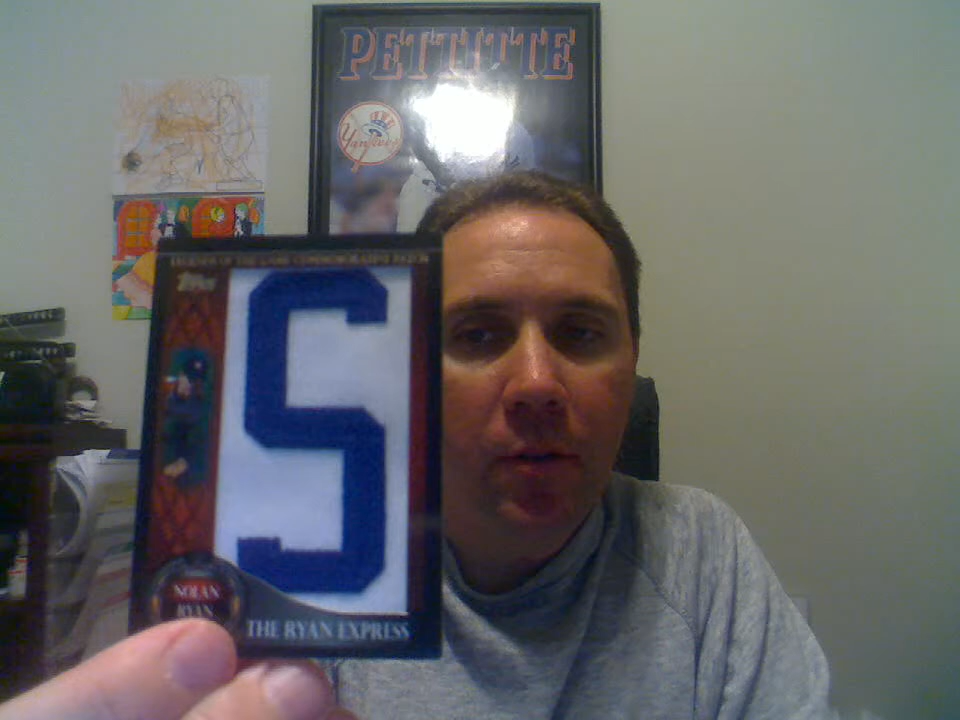 PETTITTE
Yankees
LEGENDS OF THE GAME COMMEMORATIVE PATCH
Topps
S
NOLAN
RYAN
THE RYAN EXPRESS